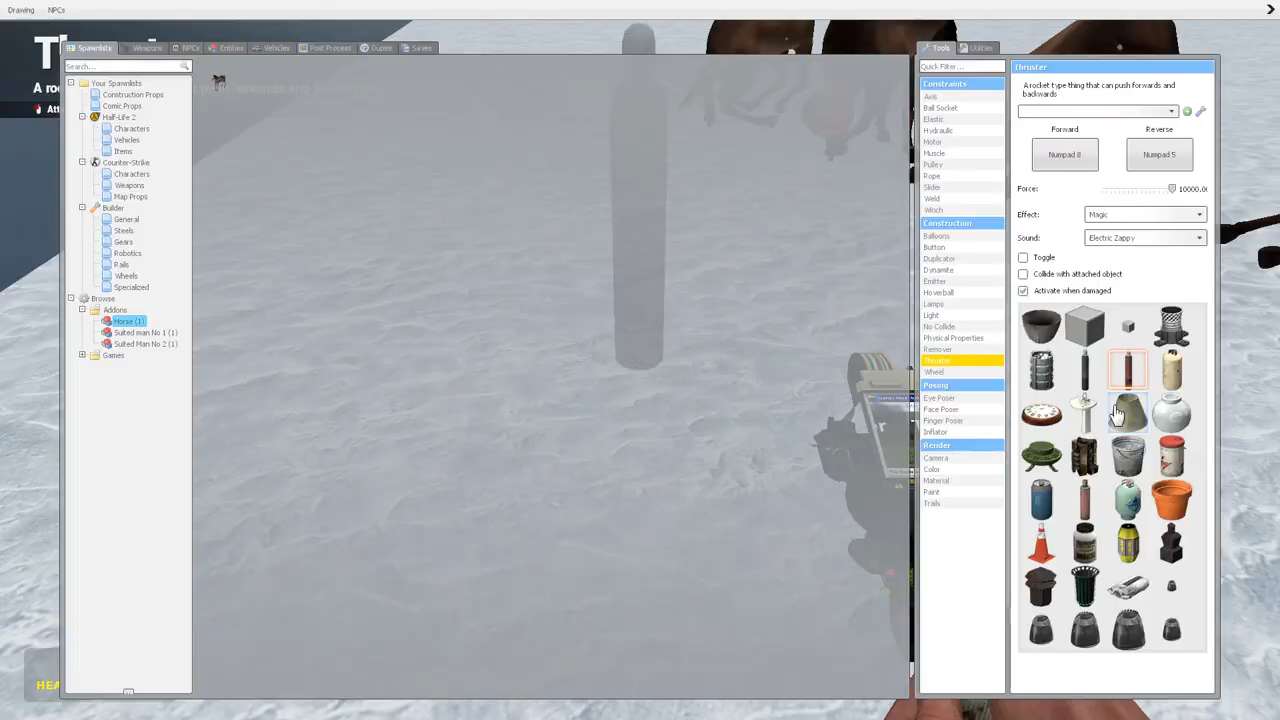 Drawing NPCs
Spawnlists Weapons NPCs Entities Vehicles Post Process Dupes Saves
Search...
Your Spawnlists
Construction Props
Comic Props
Half-Life 2
Characters
Vehicles
Items
Counter-Strike
Characters
Weapons
Map Props
Builder
General
Steels
Gears
Robotics
Rails
Wheels
Specialized
Browse
Addons
Horse (1)
Suited man No 1 (1)
Suited Man No 2 (1)
Games
A ro
Att
HEA
Tools Utilities
Quick Filter...
Constraints
Axis
Ball Socket
Elastic
Hydraulic
Motor
Muscle
Pulley
Rope
Slider
Weld
Winch
Construction
Balloons
Button
Duplicator
Dynamite
Emitter
Hoverball
Lamps
Light
No Collide
Physical Properties
Remover
Thruster
Wheel
Posing
Eye Poser
Face Poser
Finger Poser
Inflator
Render
Camera
Color
Material
Paint
Trails
Thruster
A rocket type thing that can push forwards and
backwards
Forward Reverse
Numpad 8 Numpad 5
Force: 10000.0
Effect: Magic
Sound: Electric Zappy
Toggle
Collide with attached object
Activate when damaged